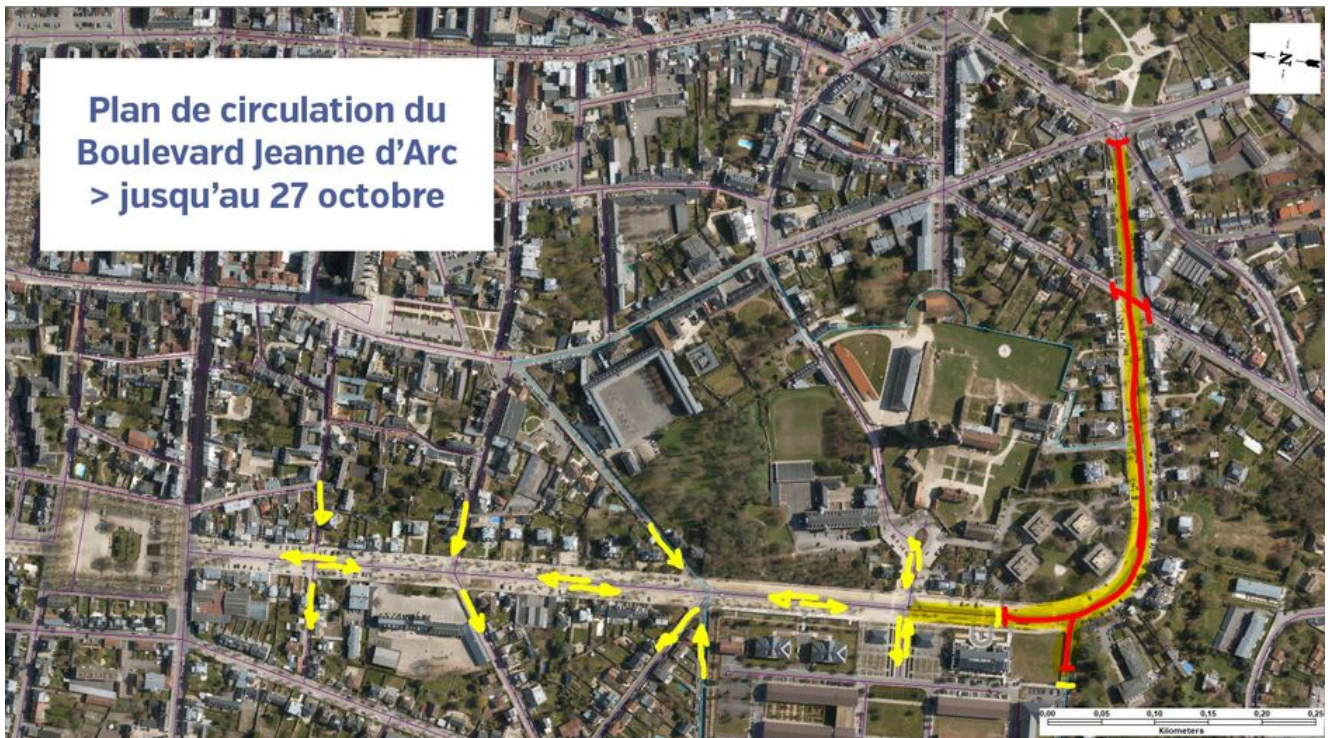 Plan de circulation du
Boulevard Jeanne d’Arc
> jusqu’au 27 octobre
N
0,00 0,05 0,10 0,15 0,20 0,25
Kilometers